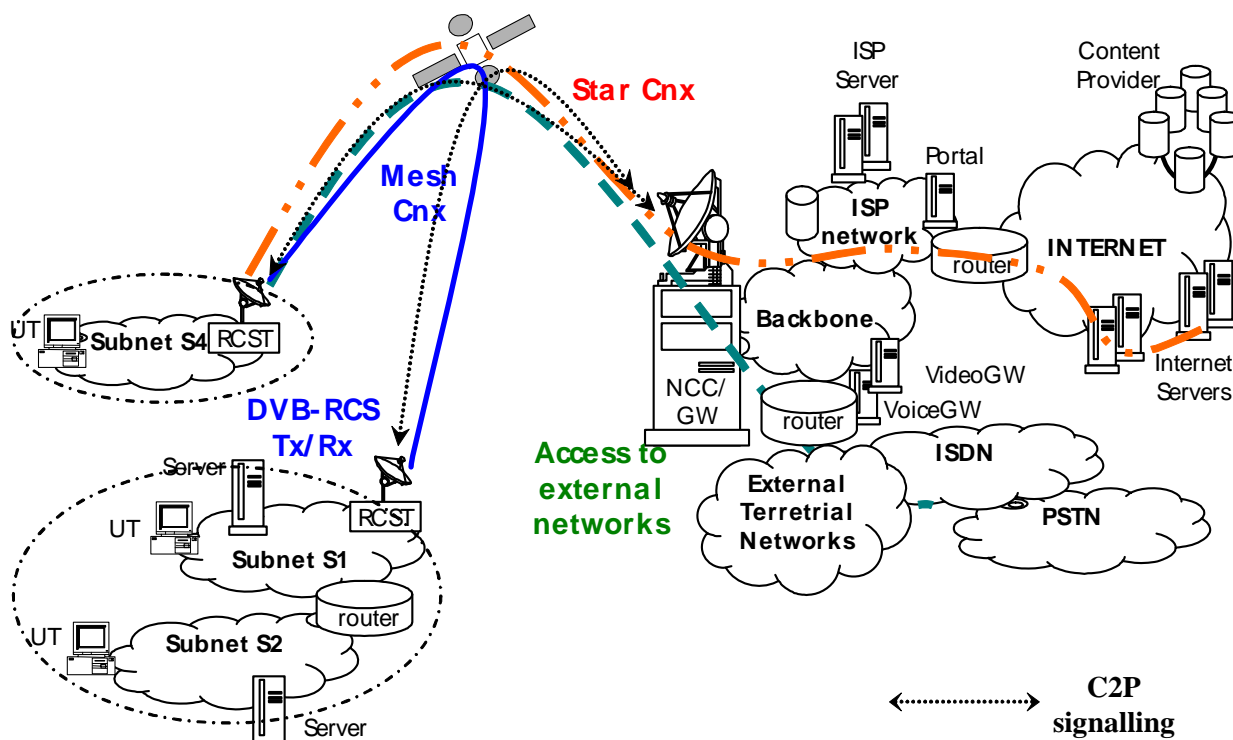 ISP
Server
Content
Provider
Star Cnx
Mesh
Cnx
Portal
ISP
network
INTERNET
router
UT
Subnet S4
RCST
Backbone
NCC/
GW
Internet
Servers
VideoGW
VoiceGW
router
DVB-RCS
Tx/Rx
Access to
external
networks
ISDN
External
Terretrial
Networks
PSTN
Server
UT
RCST
Subnet S1
router
UT
Subnet S2
Server
C2P
signalling